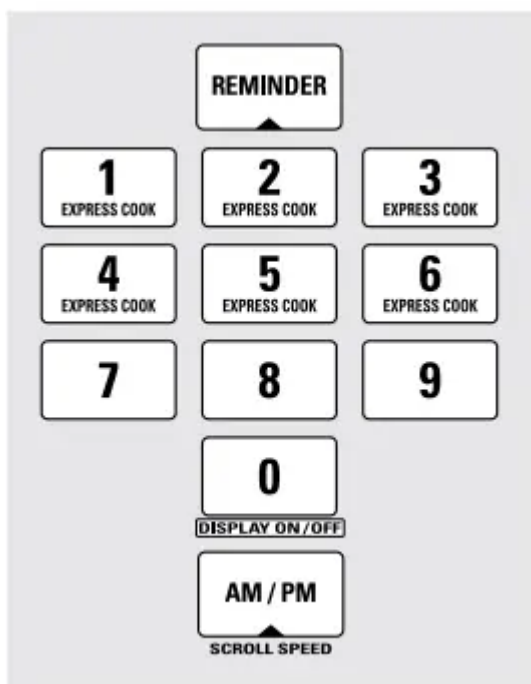 REMINDER
1 2 3
EXPRESS COOK EXPRESS COOK EXPRESS COOK
4 5 6
EXPRESS COOK EXPRESS COOK EXPRESS COOK
7 8 9
0
DISPLAY ON/OFF
AM / PM
SCROLL SPEED